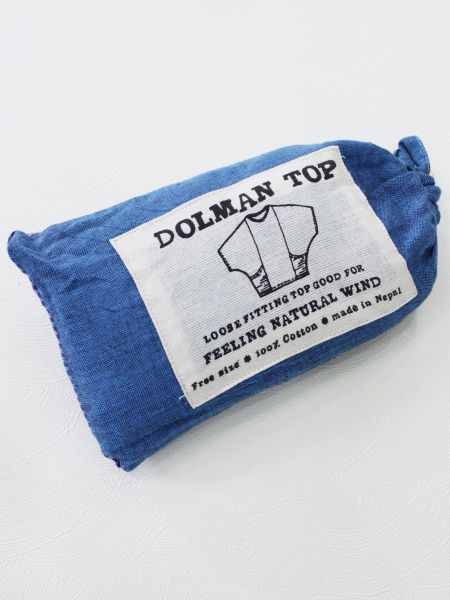 DOLMAN TOP
LOOSE FITTING TOP GOOD FOR
FEELING NATURAL WIND
Free size * 100% Cotton * made in Nepal